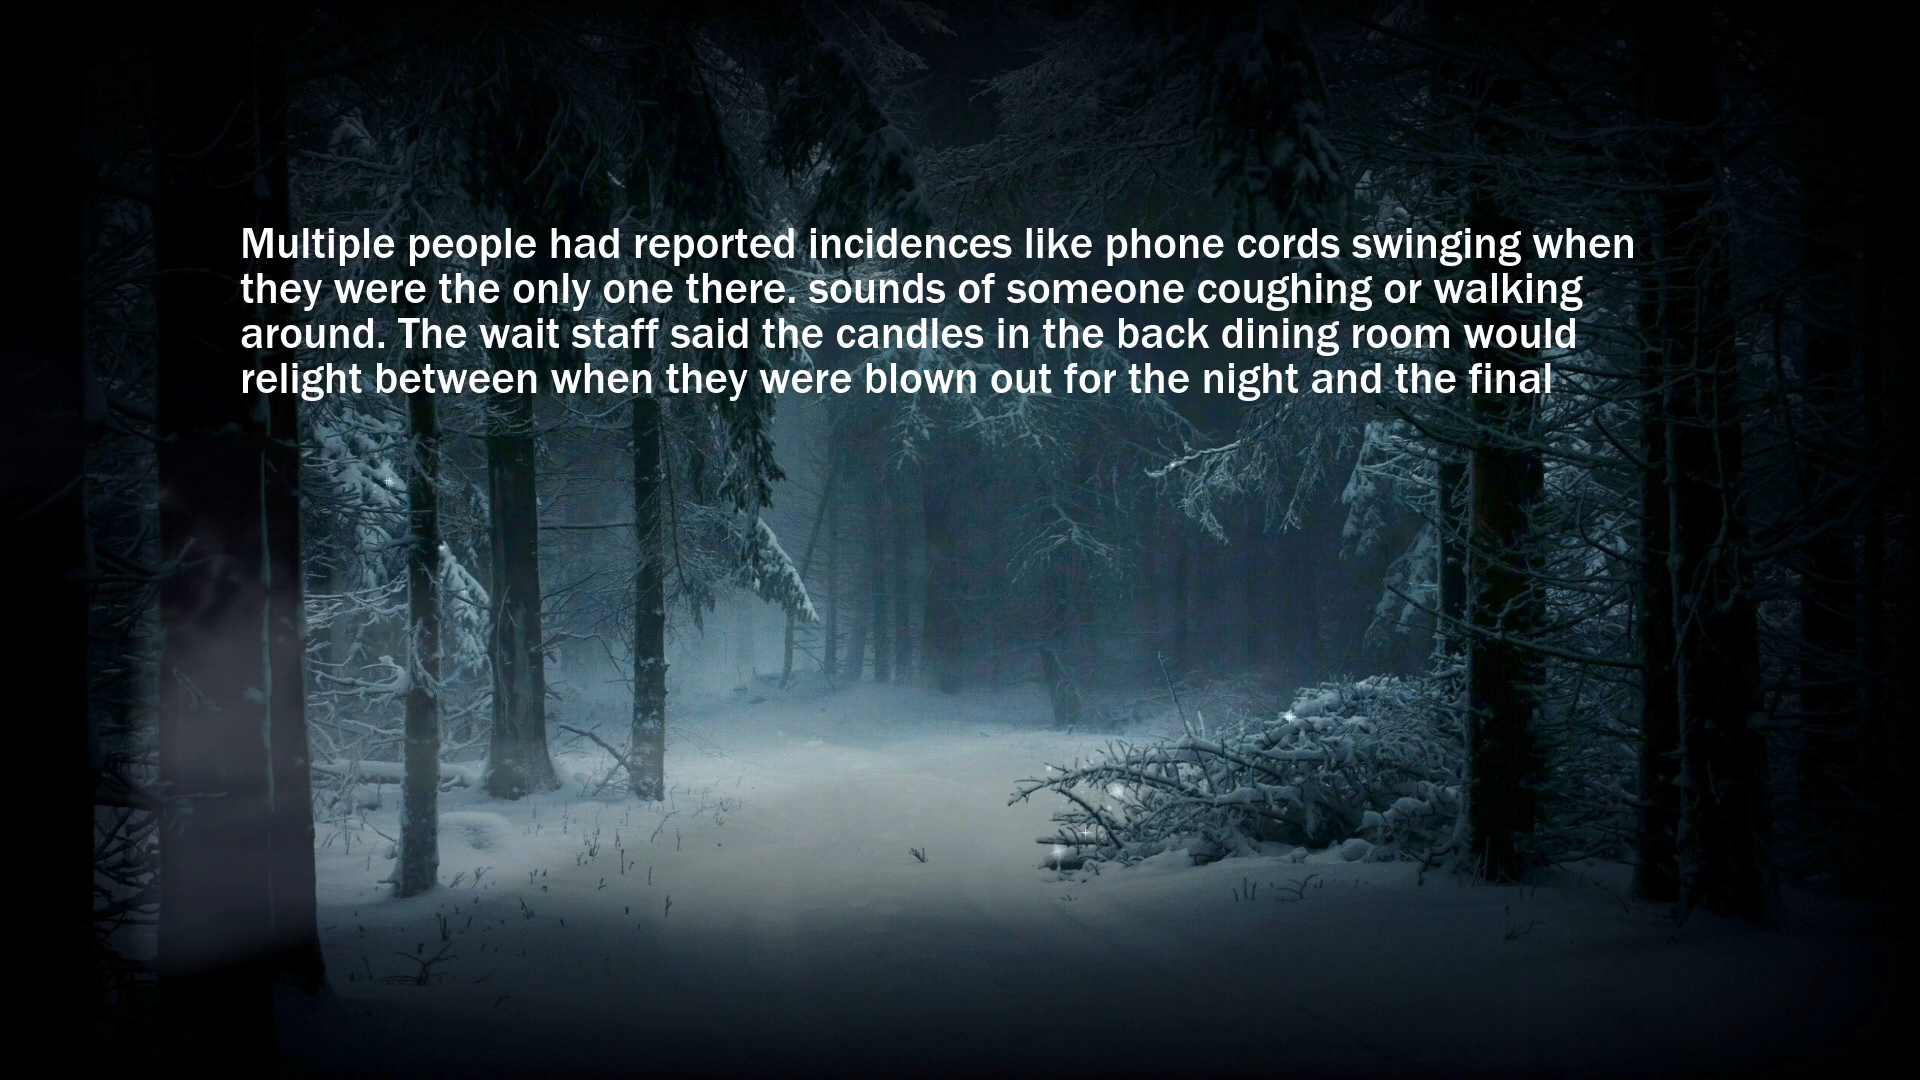 Multiple people had reported incidences like phone cords swinging when
they were the only one there. sounds of someone coughing or walking
around. The wait staff said the candles in the back dining room would
relight between when they were blown out for the night and the final